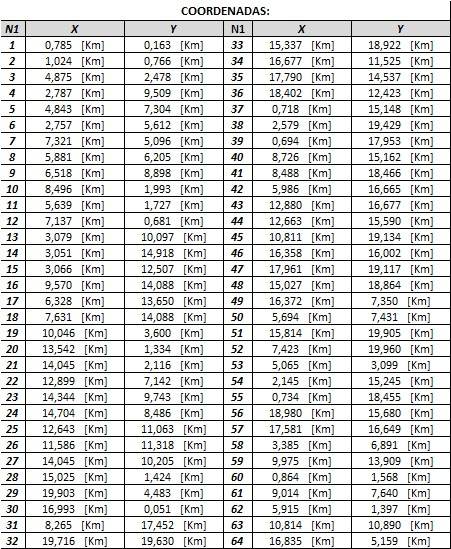 COORDENADAS:
N1 X Y N1 X Y
1 0,785 [Km] 0,163 [Km] 33 15,337 [Km] 18,922 [Km]
2 1,024 [Km] 0,766 [Km] 34 16,677 [Km] 11,525 [Km]
3 4,875 [Km] 2,478 [Km] 35 17,790 [Km] 14,537 [Km]
4 2,787 [Km] 9,509 [Km] 36 18,402 [Km] 12,423 [Km]
5 4,843 [Km] 7,304 [Km] 37 0,718 [Km] 15,148 [Km]
6 2,757 [Km] 5,612 [Km] 38 2,579 [Km] 19,429 [Km]
7 7,321 [Km] 5,096 [Km] 39 0,694 [Km] 17,953 [Km]
8 5,881 [Km] 6,205 [Km] 40 8,726 [Km] 15,162 [Km]
9 6,518 [Km] 8,898 [Km] 41 8,488 [Km] 18,466 [Km]
10 8,496 [Km] 1,993 [Km] 42 5,986 [Km] 16,665 [Km]
11 5,639 [Km] 1,727 [Km] 43 12,880 [Km] 16,677 [Km]
12 7,137 [Km] 0,681 [Km] 44 12,663 [Km] 15,590 [Km]
13 3,079 [Km] 10,097 [Km] 45 10,811 [Km] 19,134 [Km]
14 3,051 [Km] 14,918 [Km] 46 16,358 [Km] 16,002 [Km]
15 3,066 [Km] 12,507 [Km] 47 17,961 [Km] 19,117 [Km]
16 9,570 [Km] 14,088 [Km] 48 15,027 [Km] 18,864 [Km]
17 6,328 [Km] 13,650 [Km] 49 16,372 [Km] 7,350 [Km]
18 7,631 [Km] 14,088 [Km] 50 5,694 [Km] 7,431 [Km]
19 10,046 [Km] 3,600 [Km] 51 15,814 [Km] 19,905 [Km]
20 13,542 [Km] 1,334 [Km] 52 7,423 [Km] 19,960 [Km]
21 14,045 [Km] 2,116 [Km] 53 5,065 [Km] 3,099 [Km]
22 12,899 [Km] 7,142 [Km] 54 2,145 [Km] 15,245 [Km]
23 14,344 [Km] 9,743 [Km] 55 0,734 [Km] 18,455 [Km]
24 14,704 [Km] 8,486 [Km] 56 18,980 [Km] 15,680 [Km]
25 12,643 [Km] 11,063 [Km] 57 17,581 [Km] 16,649 [Km]
26 11,586 [Km] 11,318 [Km] 58 3,385 [Km] 6,891 [Km]
27 14,045 [Km] 10,205 [Km] 59 9,975 [Km] 13,909 [Km]
28 15,025 [Km] 1,424 [Km] 60 0,864 [Km] 1,568 [Km]
29 19,903 [Km] 4,483 [Km] 61 9,014 [Km] 7,640 [Km]
30 16,993 [Km] 0,051 [Km] 62 5,915 [Km] 1,397 [Km]
31 8,265 [Km] 17,452 [Km] 63 10,814 [Km] 10,890 [Km]
32 19,716 [Km] 19,630 [Km] 64 16,835 [Km] 5,159 [Km]